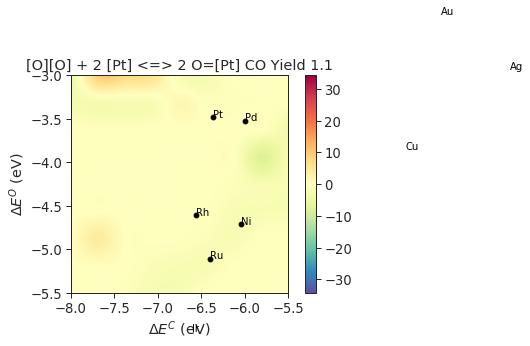 Au
Ag
[O][O] + 2 [Pt] <=> 2 O=[Pt] CO Yield 1.1
−3.0
−3.5
−4.0
−4.5
−5.0
−5.5
ΔE^O (eV)
Pt
Pd
Cu
Rh
Ni
Ru
30
20
10
0
−10
−20
−30
−8.0 −7.5 −7.0 −6.5 −6.0 −5.5
ΔE^C (eV)
Ir